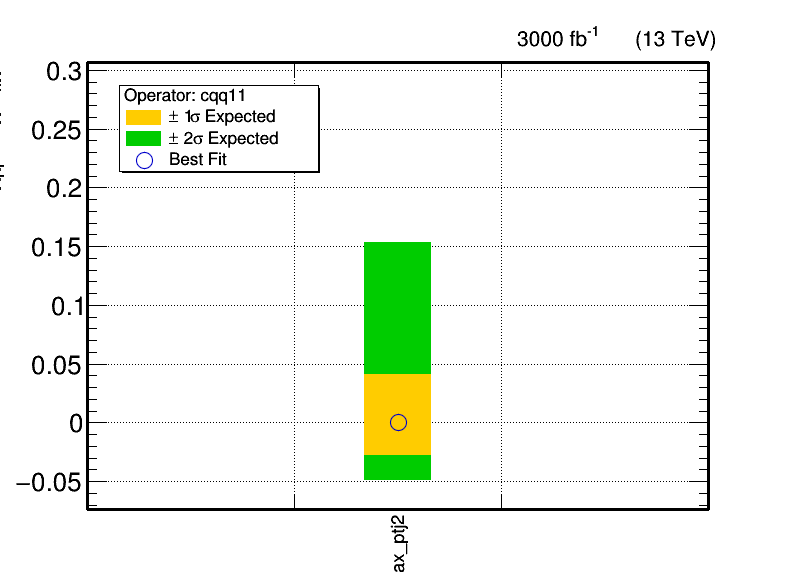 3000 fb-1 (13 TeV)
0.3
0.25
0.2
0.15
0.1
0.05
0
−0.05
Operator: cqq11
± 1σ Expected
± 2σ Expected
Best Fit
ax_ptj2